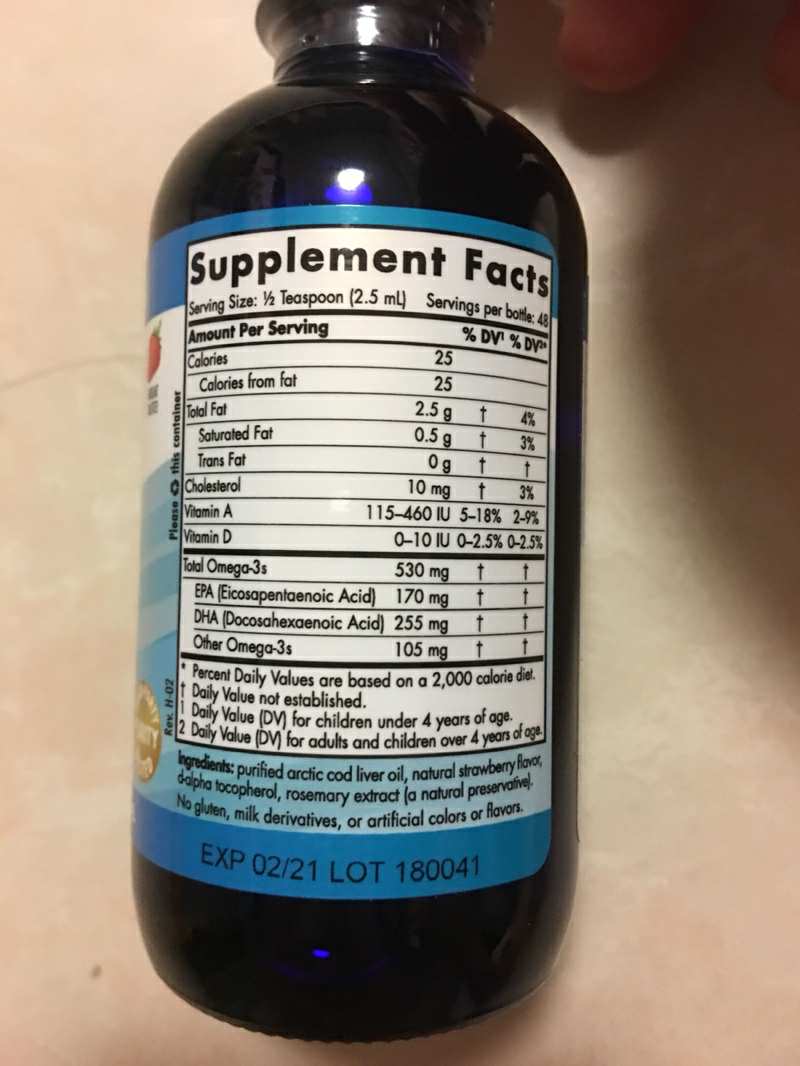 Supplement Facts
Serving Size: ½ Teaspoon (2.5 mL) Servings per bottle: 48
Amount Per Serving % DV¹ % DV²*
Calories 25
Calories from fat 25
Total Fat 2.5 g † 4%
Saturated Fat 0.5 g † 3%
Trans Fat 0 g † †
Cholesterol 10 mg † 3%
Vitamin A 115–460 IU 5–18% 2–9%
Vitamin D 0–10 IU 0–2.5% 0–2.5%
Total Omega-3s 530 mg † †
EPA (Eicosapentaenoic Acid) 170 mg † †
DHA (Docosahexaenoic Acid) 255 mg † †
Other Omega-3s 105 mg † †
* Percent Daily Values are based on a 2,000 calorie diet.
† Daily Value not established.
1 Daily Value (DV) for children under 4 years of age.
2 Daily Value (DV) for adults and children over 4 years of age.
Ingredients: purified arctic cod liver oil, natural strawberry flavor,
d-alpha tocopherol, rosemary extract (a natural preservative).
No gluten, milk derivatives, or artificial colors or flavors.
EXP 02/21 LOT 180041
Please this container
Rev. H-02